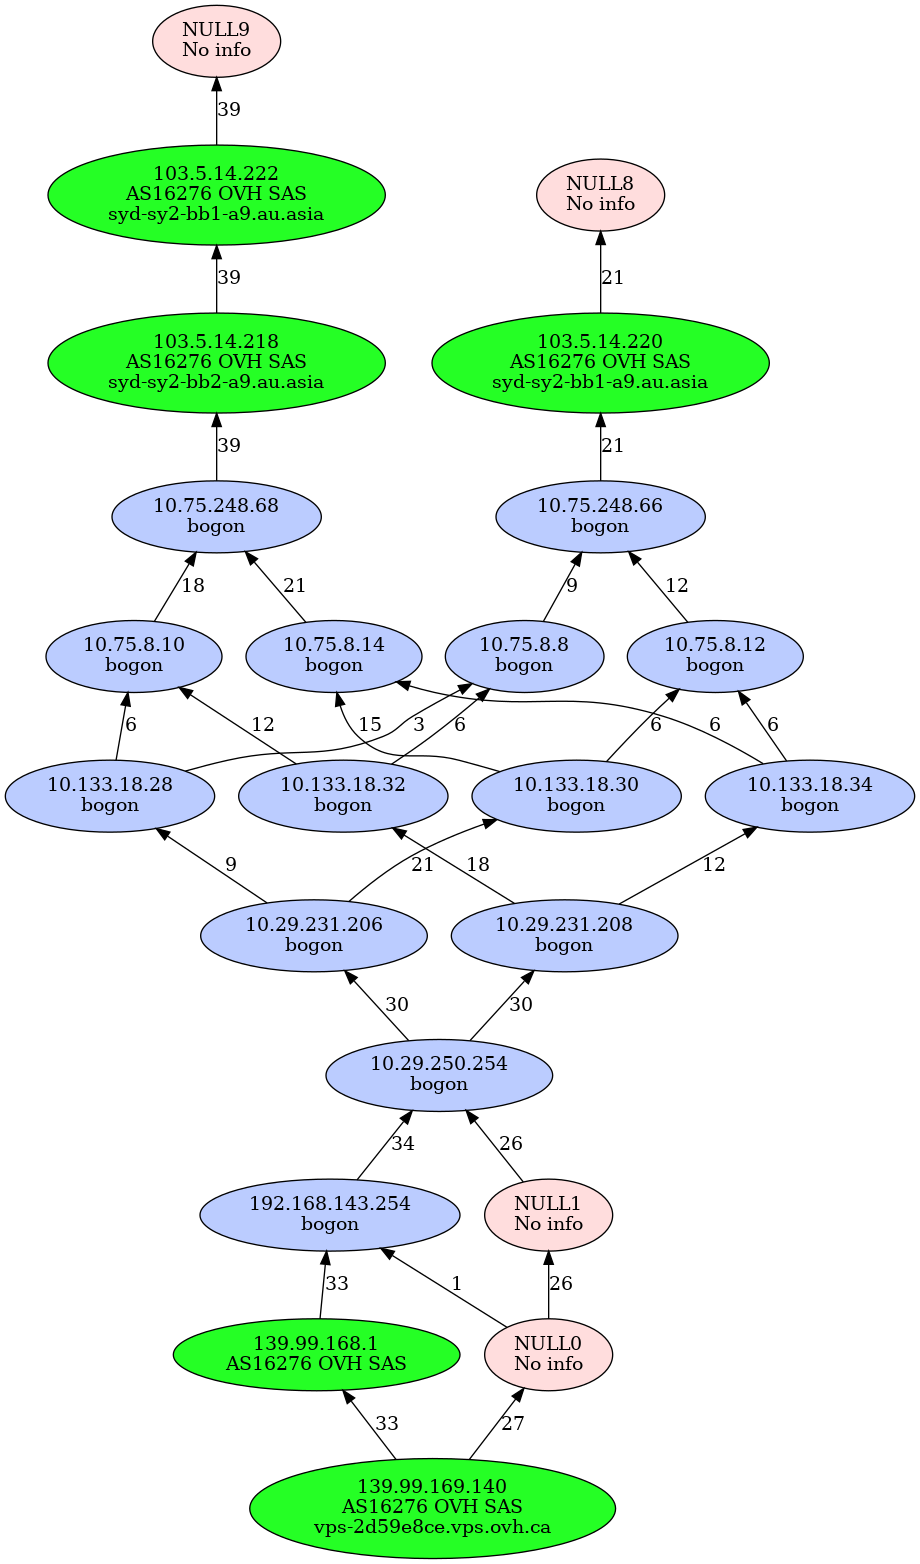 NULL9
No info
39
103.5.14.222
AS16276 OVH SAS
syd-sy2-bb1-a9.au.asia
NULL8
No info
39
21
103.5.14.218
AS16276 OVH SAS
syd-sy2-bb2-a9.au.asia
103.5.14.220
AS16276 OVH SAS
syd-sy2-bb1-a9.au.asia
39
21
10.75.248.68
bogon
10.75.248.66
bogon
18
21
9
12
10.75.8.10
bogon
10.75.8.14
bogon
10.75.8.8
bogon
10.75.8.12
bogon
6
12
15
3
6
6
6
6
10.133.18.28
bogon
10.133.18.32
bogon
10.133.18.30
bogon
10.133.18.34
bogon
9
21
18
12
10.29.231.206
bogon
10.29.231.208
bogon
30
30
10.29.250.254
bogon
34
26
192.168.143.254
bogon
NULL1
No info
33
1
26
139.99.168.1
AS16276 OVH SAS
NULL0
No info
33
27
139.99.169.140
AS16276 OVH SAS
vps-2d59e8ce.vps.ovh.ca